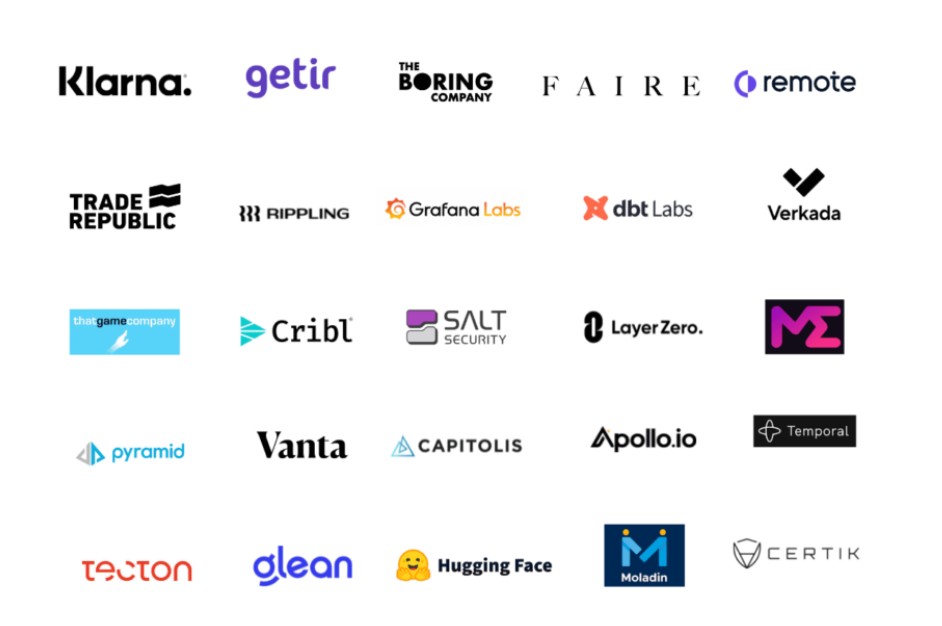 Klarna.
getir
THE
BORING
COMPANY
FAIRE
remote
TRADE
REPUBLIC
RIPPLING
Grafana Labs
dbt Labs
Verkada
thatgamecompany
Cribl
SALT
SECURITY
LayerZero.
ME
pyramid
Vanta
CAPITOLIS
Apollo.io
Temporal
tecton
glean
Hugging Face
Moladin
CERTIK